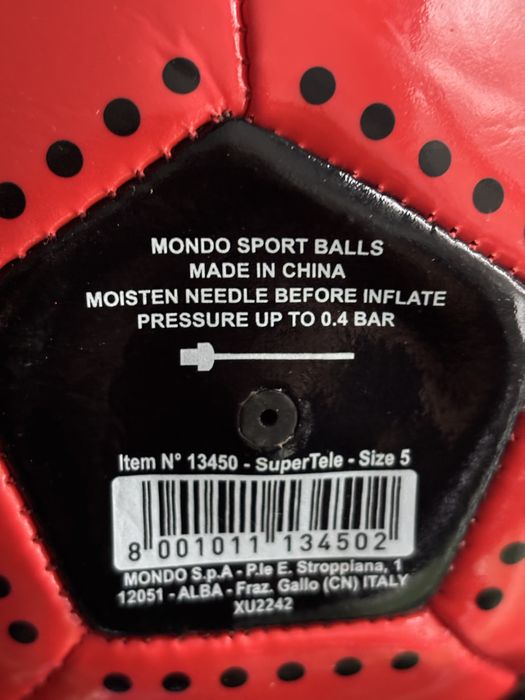 MONDO SPORT BALLS
MADE IN CHINA
MOISTEN NEEDLE BEFORE INFLATE
PRESSURE UP TO 0.4 BAR
Item N° 13450 - SuperTele - Size 5
8 001011 134502
MONDO S.p.A - P.le E. Stroppiana, 1
12051 - ALBA - Fraz. Gallo (CN) ITALY
XU2242